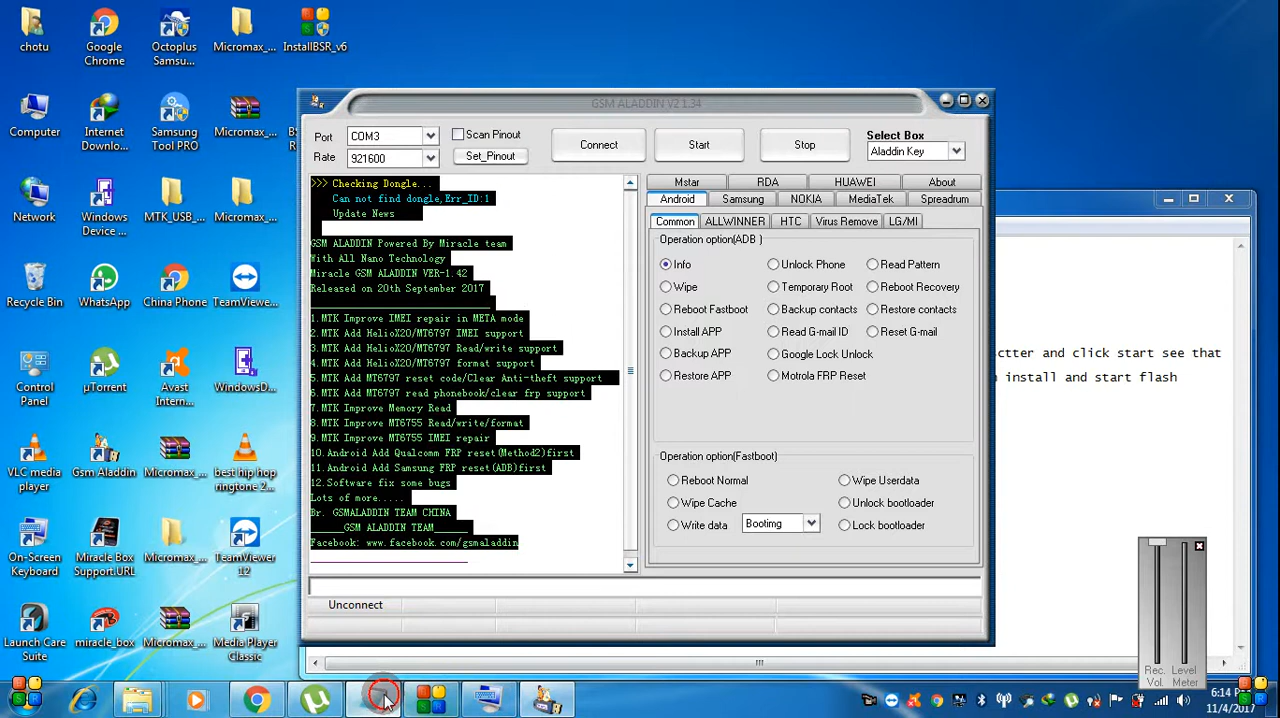 chotu
Google
Chrome
Octoplus
Samsu...
Micromax_...
InstallBSR_v6
Computer
Internet
Downlo...
Samsung
Tool PRO
Micromax_...
Network
Windows
Device ...
MTK_USB_...
Micromax_...
Recycle Bin
WhatsApp
China Phone
TeamViewe...
Control
Panel
µTorrent
Avast
Intern...
WindowsD...
VLC media
player
Gsm Aladdin
Micromax_...
best hip hop
ringtone 2...
On-Screen
Keyboard
Miracle Box
Support.URL
Micromax_...
TeamViewer
12
Launch Care
Suite
miracle_box
Micromax_...
Media Player
Classic
GSM ALADDIN V2 1.34
Port COM3 Scan Pinout
Rate 921600 Set_Pinout
Connect Start Stop
Select Box
Aladdin Key
>>> Checking Dongle...
Can not find dongle,Err_ID:1
Update News
GSM ALADDIN Powered By Miracle team
With All Nano Technology
Miracle GSM ALADDIN VER-1.42
Released on 20th September 2017
1.MTK Improve IMEI repair in META mode
2.MTK Add HelioX20/MT6797 IMEI support
3.MTK Add HelioX20/MT6797 Read/write support
4.MTK Add HelioX20/MT6797 format support
5.MTK Add MT6797 reset code/Clear Anti-theft support
6.MTK Add MT6797 read phonebook/clear frp support
7.MTK Improve Memory Read
8.MTK Improve MT6755 Read/write/format
9.MTK Improve MT6755 IMEI repair
10.Android Add Qualcomm FRP reset(Method2)first
11.Android Add Samsung FRP reset(ADB)first
12.Software fix some bugs
Lots of more.....
Br. GSMALADDIN TEAM CHINA
______GSM ALADDIN TEAM______
Facebook: www.facebook.com/gsmaladdin
Mstar RDA HUAWEI About
Android Samsung NOKIA MediaTek Spreadrum
Common ALLWINNER HTC Virus Remove LG/MI
Operation option(ADB )
Info Unlock Phone Read Pattern
Wipe Temporary Root Reboot Recovery
Reboot Fastboot Backup contacts Restore contacts
Install APP Read G-mail ID Reset G-mail
Backup APP Google Lock Unlock
Restore APP Motrola FRP Reset
Operation option(Fastboot)
Reboot Normal Wipe Userdata
Wipe Cache Unlock bootloader
Write data Bootimg Lock bootloader
Unconnect
and click start see that
install and start flash
Rec. Level
Vol. Meter
6:14 PM
11/4/2017